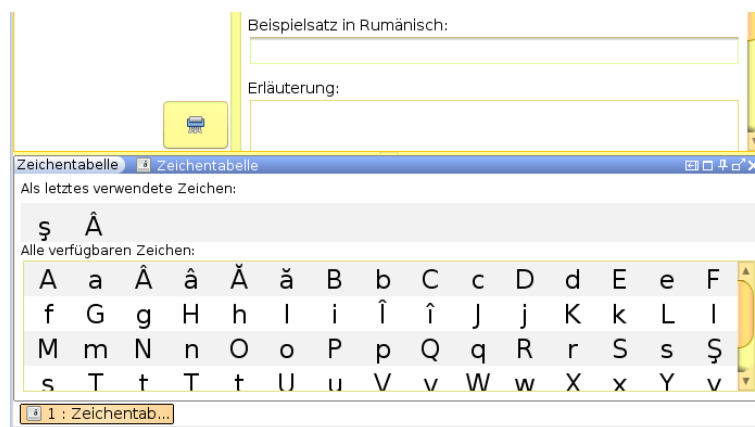 Beispielsatz in Rumänisch:
Erläuterung:
Zeichentabelle Zeichentabelle
Als letztes verwendete Zeichen:
ş Â
Alle verfügbaren Zeichen:
A a Â â Ă ă B b C c D d E e F
f G g H h I i Î î J j K k L l
M m N n O o P p Q q R r S s Ş
T t T t U u V v W w X x Y
1 : Zeichentab...